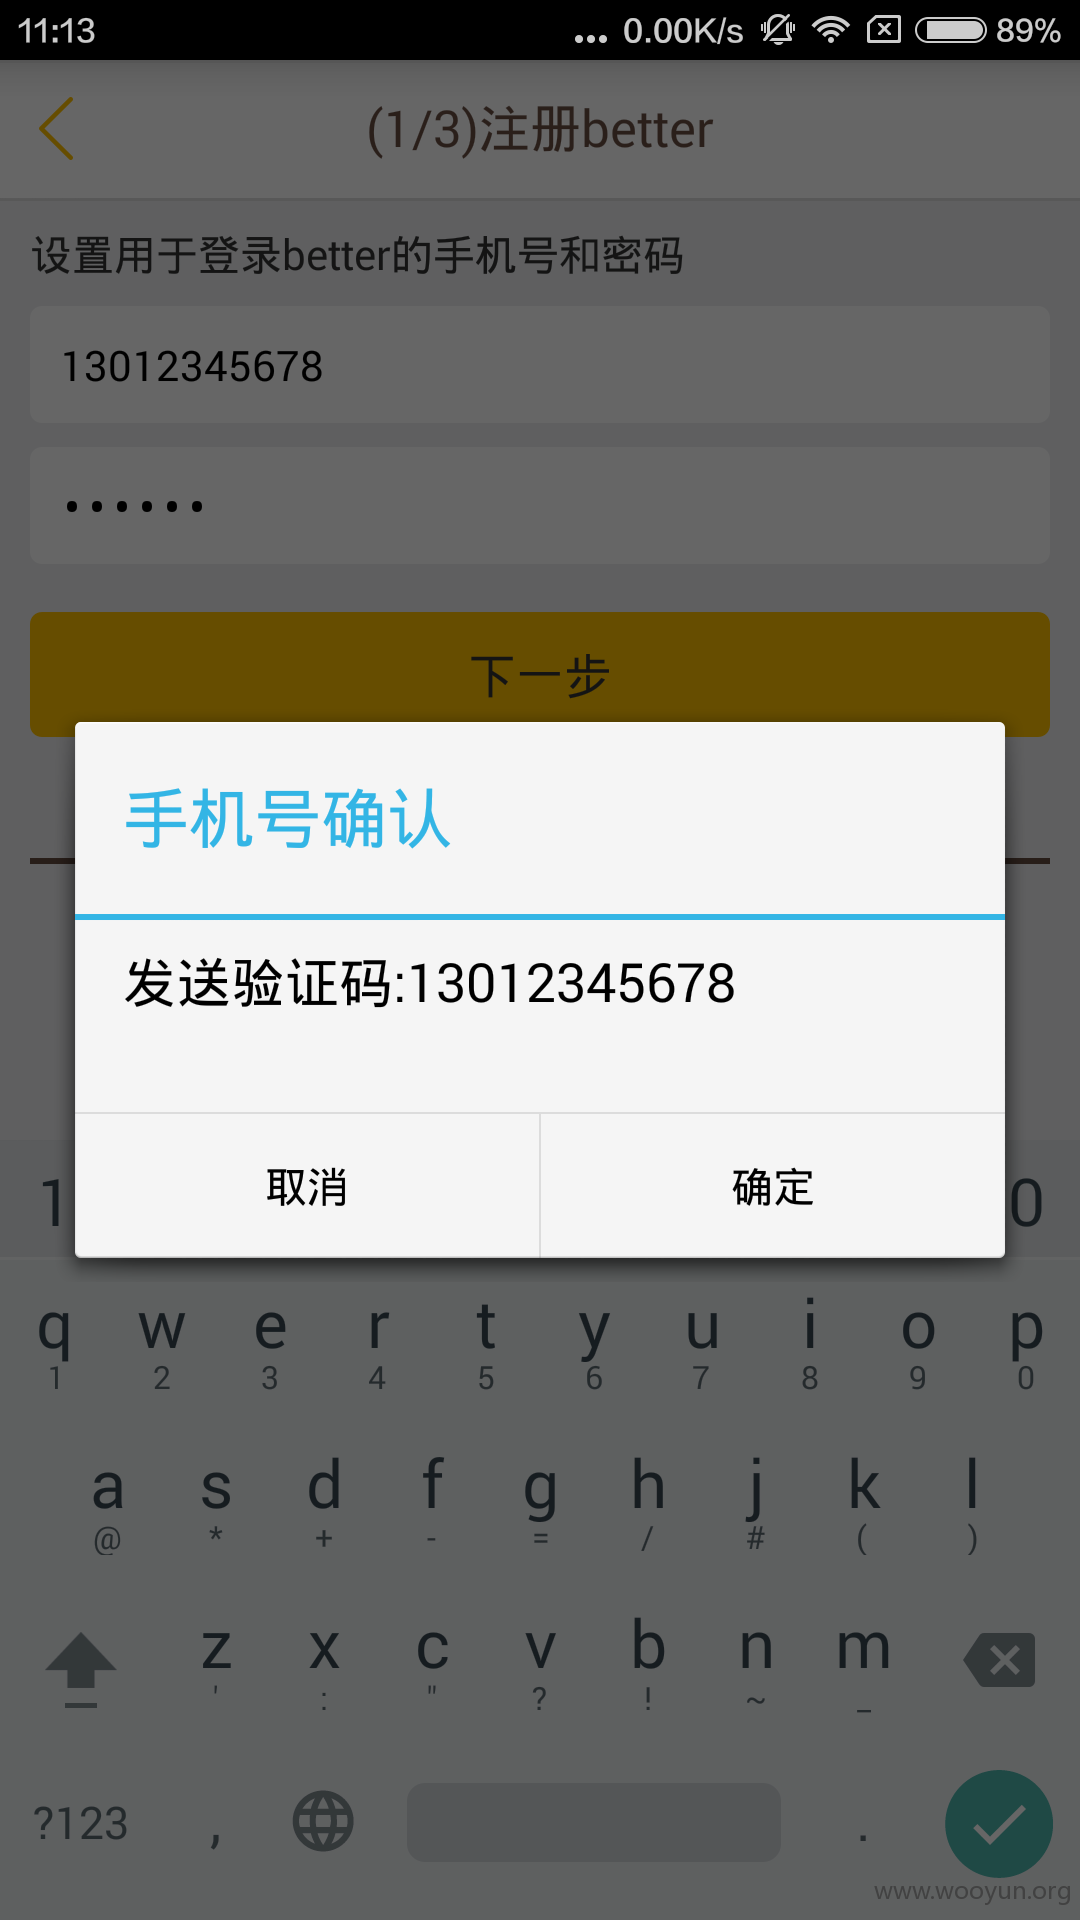 11:13
... 0.00K/s 89%
(1/3)注册better
设置用于登录better的手机号和密码
13012345678
••••••
下一步
手机号确认
发送验证码:13012345678
取消 确定
1 0
q w e r t y u i o p
1 2 3 4 5 6 7 8 9 0
a s d f g h j k l
@ * + - = / # ( )
z x c v b n m
' : " ? ! ~ _
?123 , .
www.wooyun.org